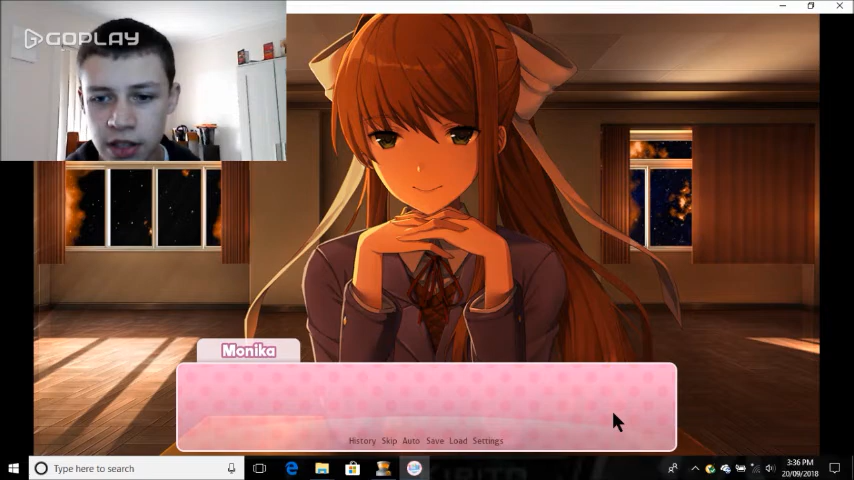 GOPLAY
Monika
History Skip Auto Save Load Settings
Type here to search
3:36 PM
20/09/2018